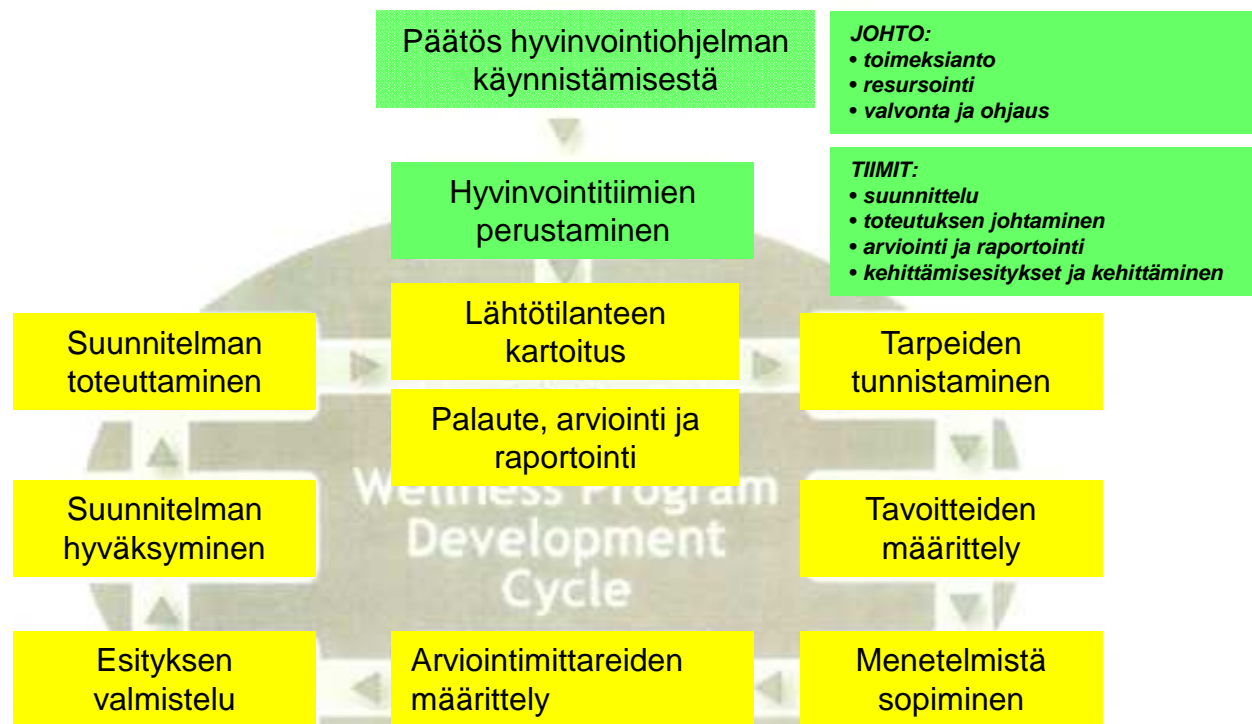 Päätös hyvinvointiohjelman
käynnistämisestä
JOHTO:
• toimeksianto
• resursointi
• valvonta ja ohjaus
Hyvinvointitiimien
perustaminen
TIIMIT:
• suunnittelu
• toteutuksen johtaminen
• arviointi ja raportointi
• kehittämisesitykset ja kehittäminen
Suunnitelman
toteuttaminen
Lähtötilanteen
kartoitus
Tarpeiden
tunnistaminen
Palaute, arviointi ja
raportointi
Suunnitelman
hyväksyminen
Wellness Program
Development
Cycle
Tavoitteiden
määrittely
Esityksen
valmistelu
Arviointimittareiden
määrittely
Menetelmistä
sopiminen